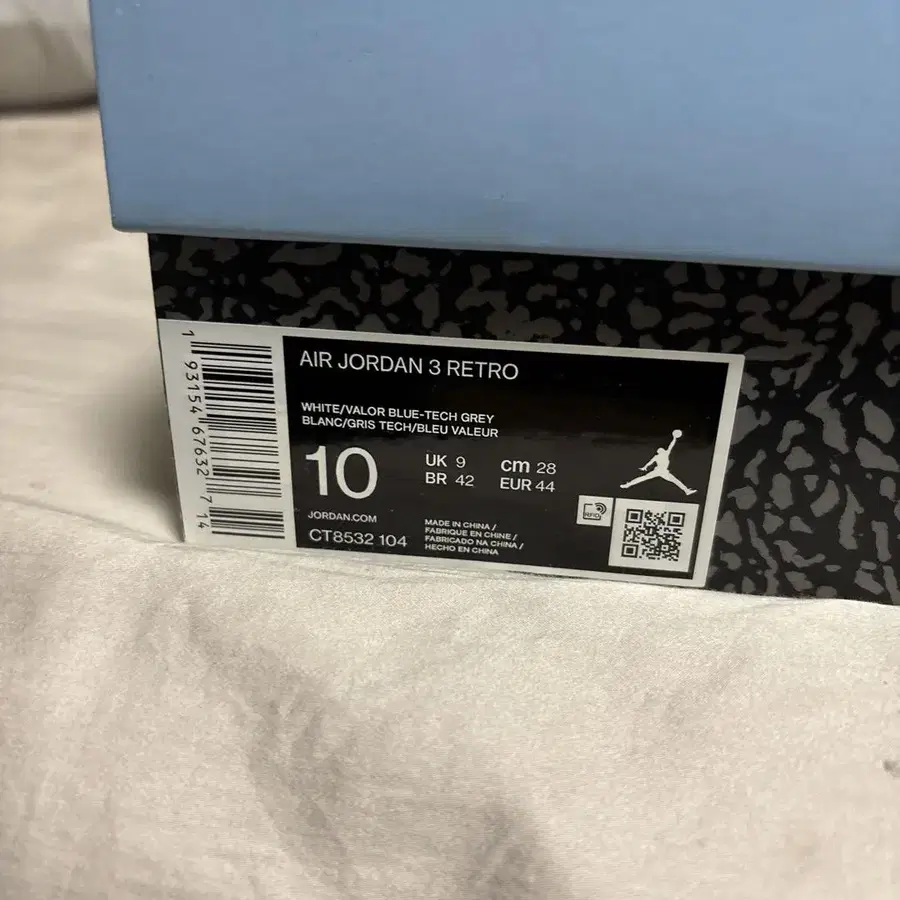 AIR JORDAN 3 RETRO
WHITE/VALOR BLUE-TECH GREY
BLANC/GRIS TECH/BLEU VALEUR
10
UK 9
cm 28
BR 42
EUR 44
JORDAN.COM
CT8532 104
MADE IN CHINA /
FABRIQUE EN CHINE /
FABRICADO NA CHINA /
HECHO EN CHINA
RFID
1 93154 67632 7 14